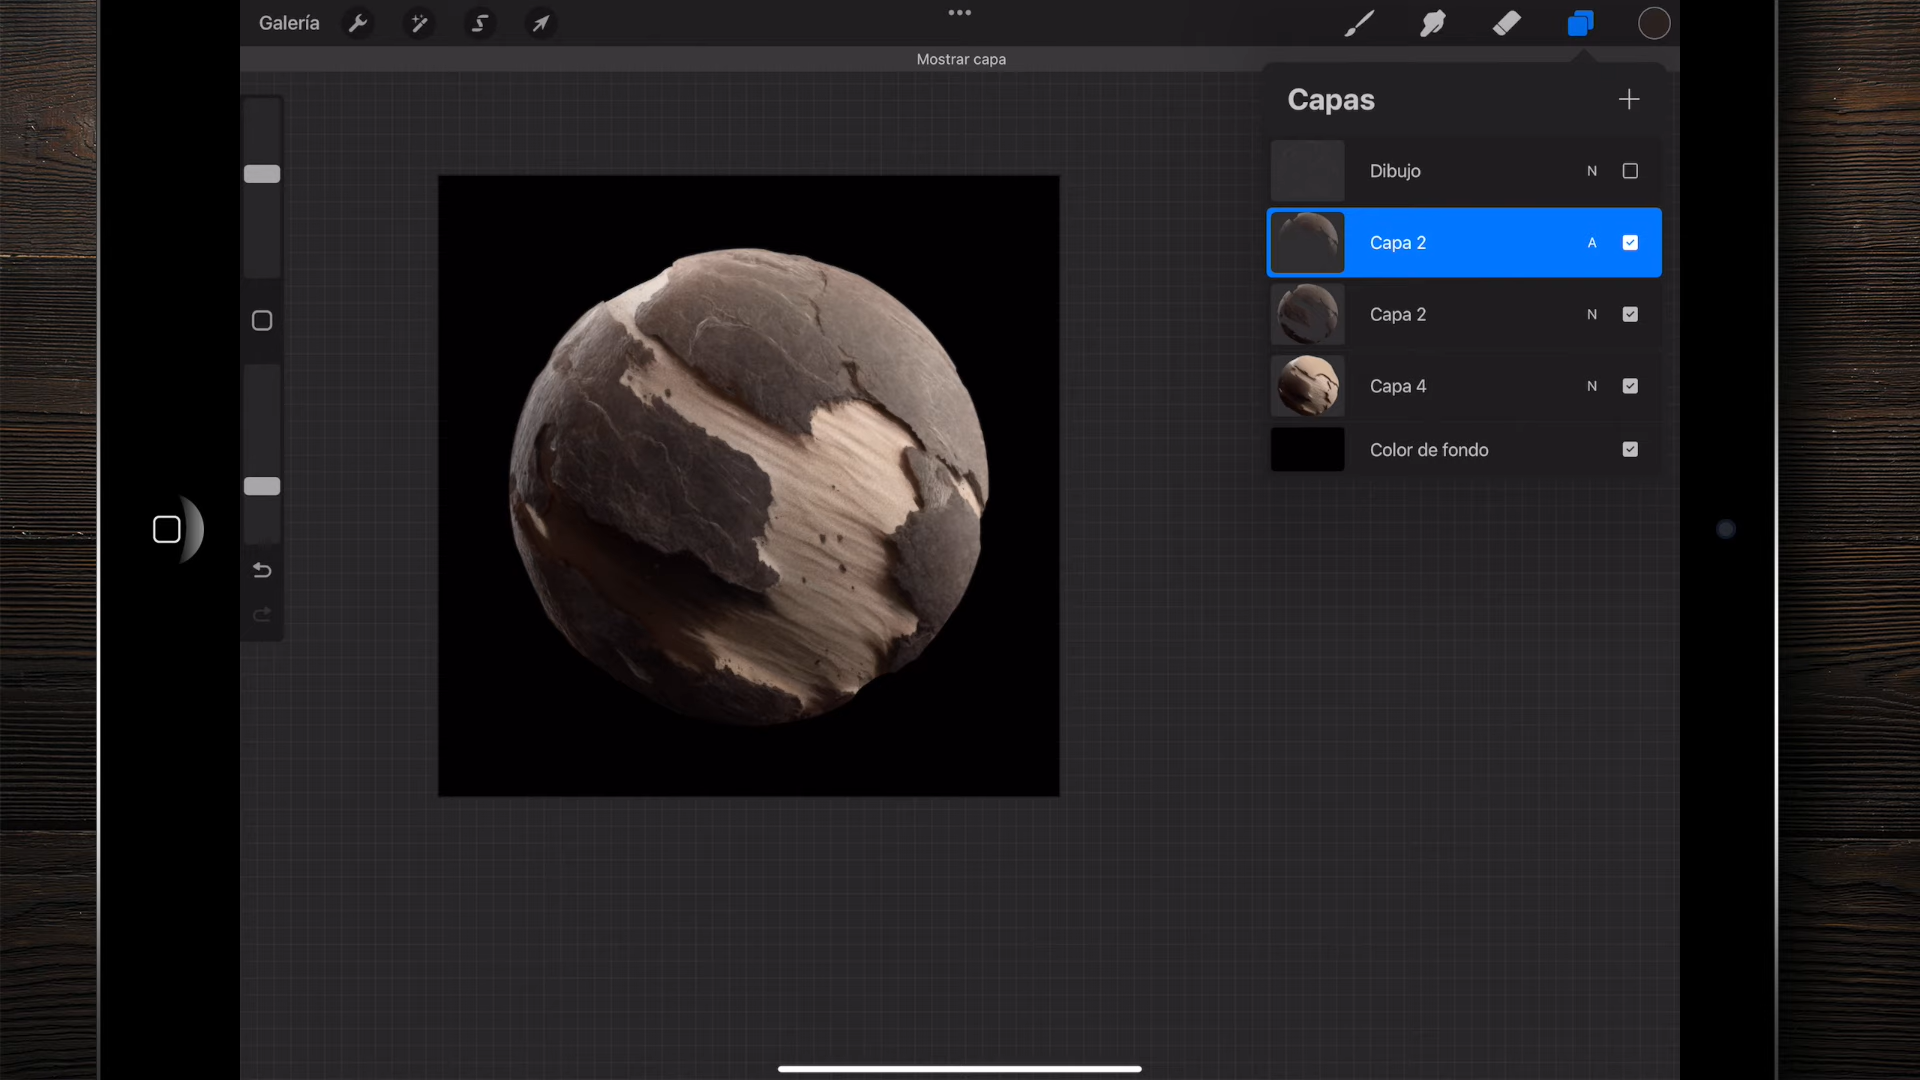 Galería
Mostrar capa
Capas
Dibujo N
Capa 2 A
Capa 2 N
Capa 4 N
Color de fondo